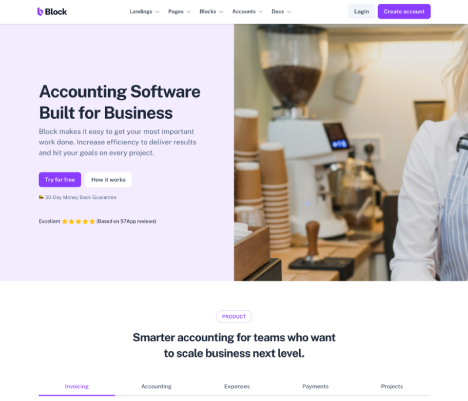 Block
Landings Pages Blocks Accounts Docs
Login Create account
Accounting Software
Built for Business
Block makes it easy to get your most important
work done. Increase efficiency to deliver results
and hit your goals on every project.
Try for free How it works
30-Day Money Back Guarantee
Excellent (Based on 57App reviews)
PRODUCT
Smarter accounting for teams who want
to scale business next level.
Invoicing Accounting Expenses Payments Projects